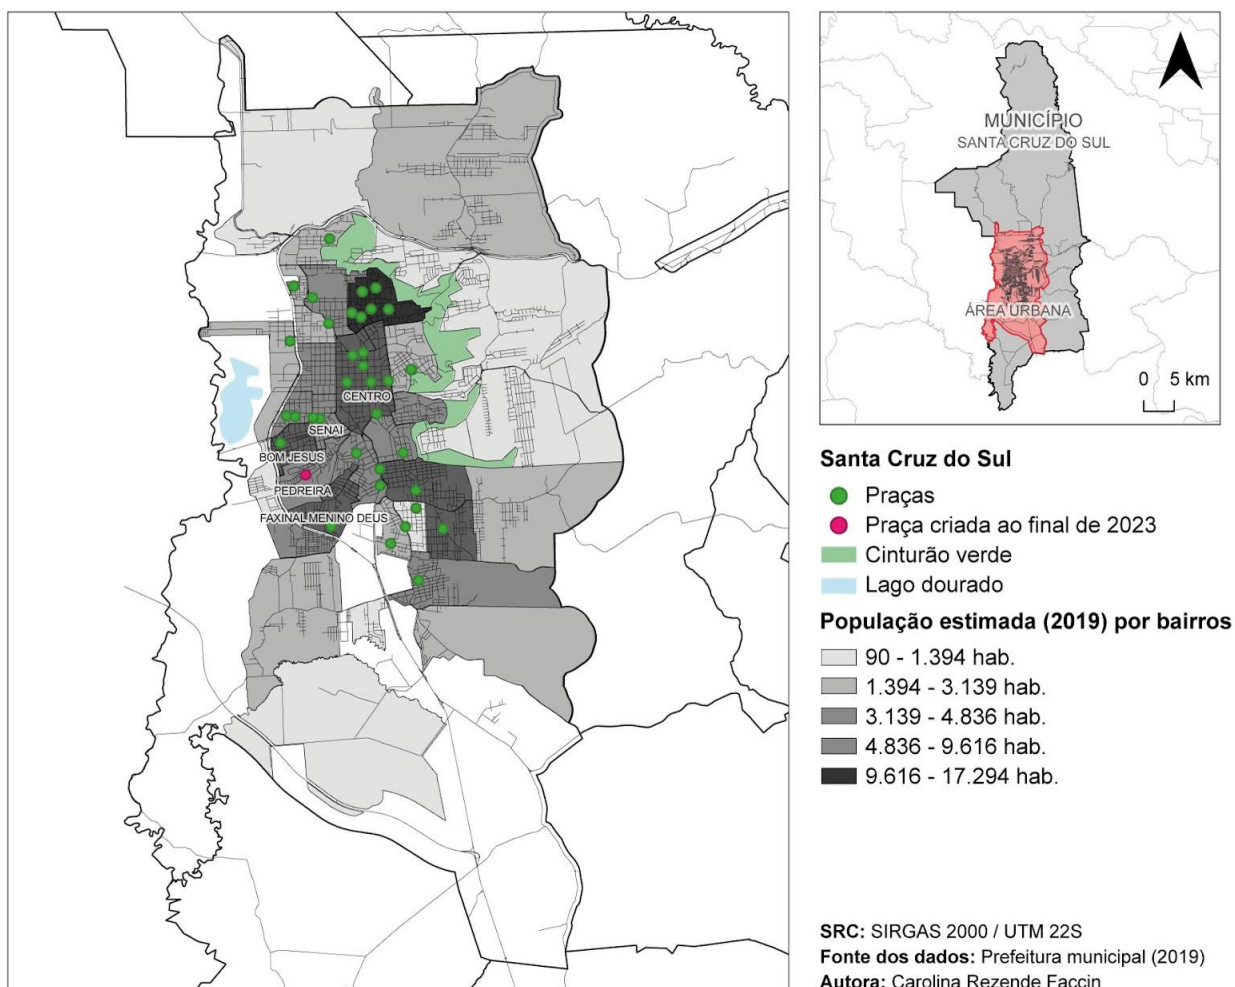 CENTRO
SENAI
BOM JESUS
PEDREIRA
FAXINAL MENINO DEUS
MUNICÍPIO
SANTA CRUZ DO SUL
ÁREA URBANA
0 5 km
Santa Cruz do Sul
Praças
Praça criada ao final de 2023
Cinturão verde
Lago dourado
População estimada (2019) por bairros
90 - 1.394 hab.
1.394 - 3.139 hab.
3.139 - 4.836 hab.
4.836 - 9.616 hab.
9.616 - 17.294 hab.
SRC: SIRGAS 2000 / UTM 22S
Fonte dos dados: Prefeitura municipal (2019)
Autora: Carolina Rezende Faccin